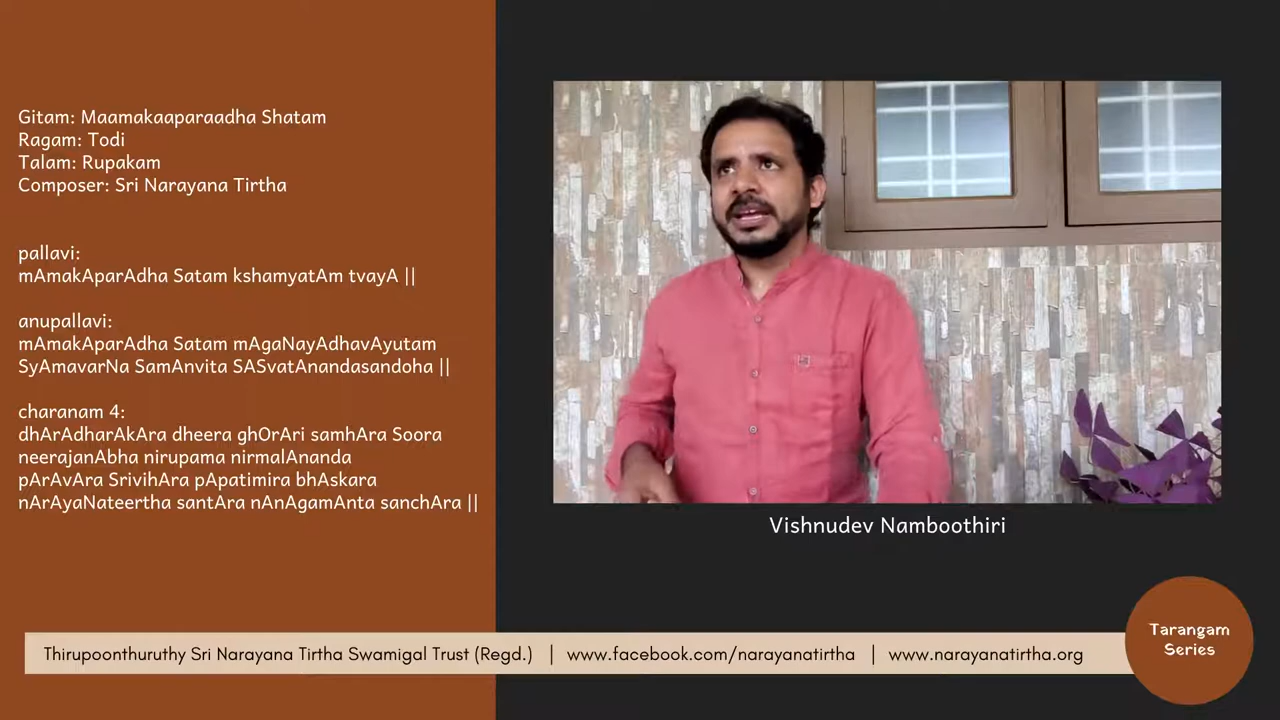 Gitam: Maamakaaparaadha Shatam
Ragam: Todi
Talam: Rupakam
Composer: Sri Narayana Tirtha
pallavi:
mAmakAparAdha Satam kshamyatAm tvayA ||
anupallavi:
mAmakAparAdha Satam mAgaNayAdhavAyutam
SyAmavarNa SamAnvita SASvatAnandasandoha ||
charanam 4:
dhArAdharAkAra dheera ghOrAri samhAra Soora
neerajanAbha nirupama nirmalAnanda
pArAvAra SrivihAra pApatimira bhAskara
nArAyaNateertha santAra nAnAgamAnta sanchAra ||
Vishnudev Namboothiri
Thirupoonthuruthy Sri Narayana Tirtha Swamigal Trust (Regd.) | www.facebook.com/narayanatirtha | www.narayanatirtha.org
Tarangam
Series